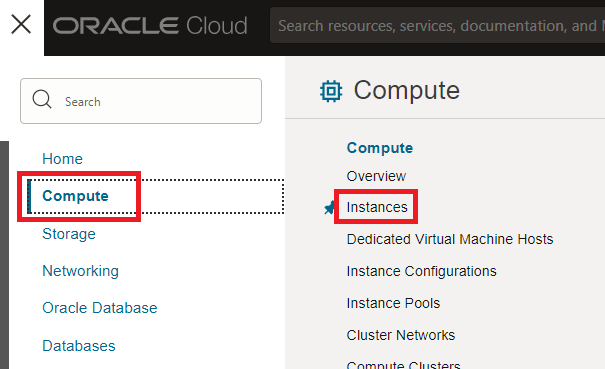 ORACLE Cloud
Search resources, services, documentation, and
Search
Home
Compute
Storage
Networking
Oracle Database
Databases
Compute
Compute
Overview
Instances
Dedicated Virtual Machine Hosts
Instance Configurations
Instance Pools
Cluster Networks
Compute Clusters